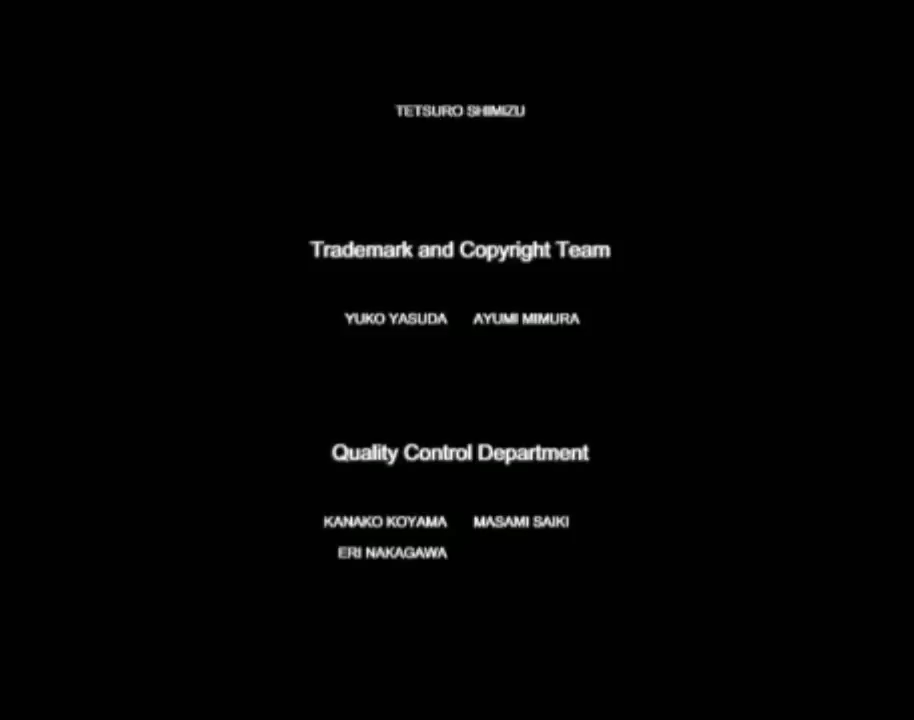 TETSURO SHIMIZU
Trademark and Copyright Team
YUKO YASUDA AYUMI MIMURA
Quality Control Department
KANAKO KOYAMA MASAMI SAIKI
ERI NAKAGAWA